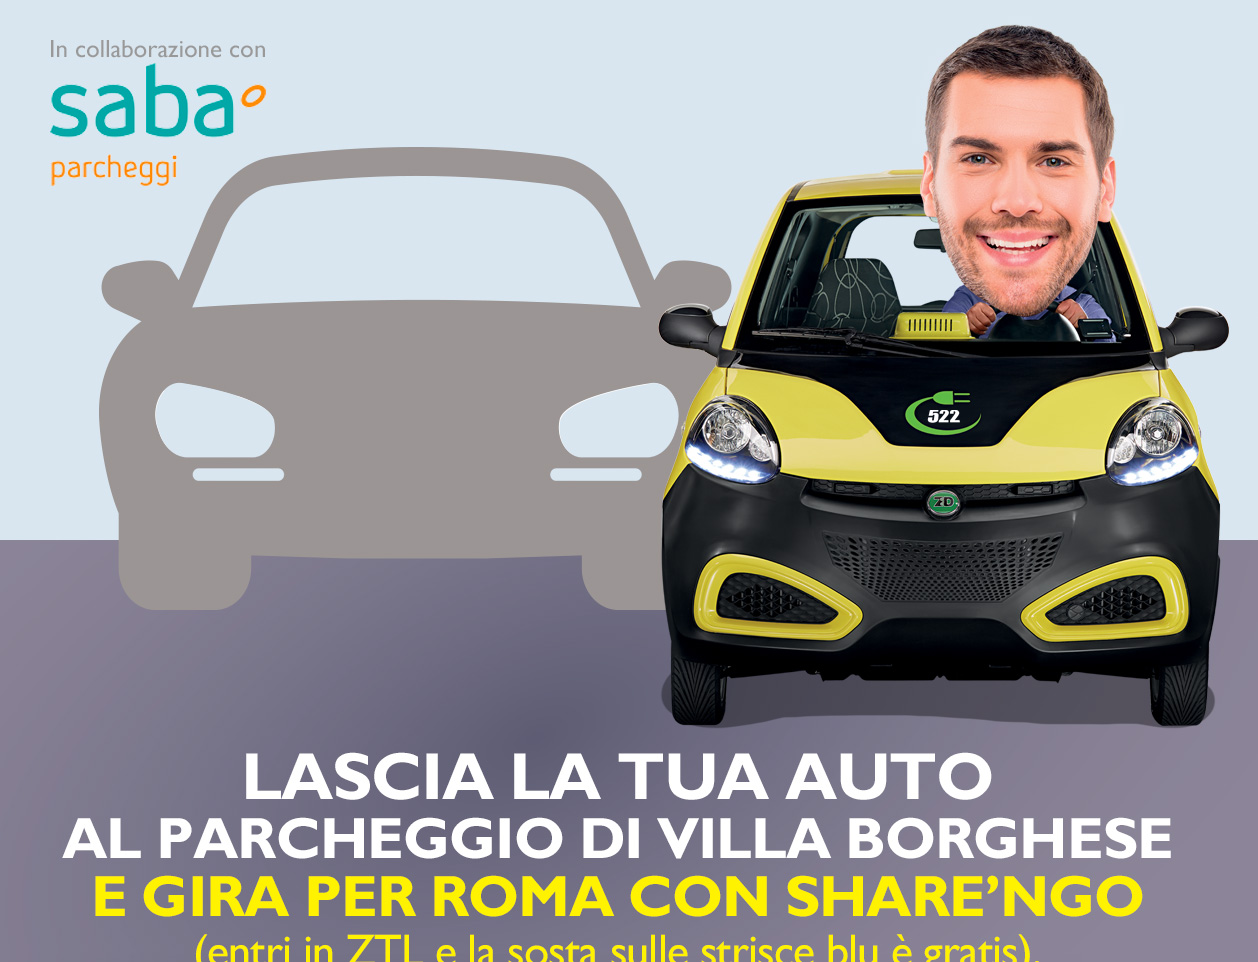 In collaborazione con
saba
parcheggi
522
ZD
LASCIA LA TUA AUTO
AL PARCHEGGIO DI VILLA BORGHESE
E GIRA PER ROMA CON SHARE’NGO
(entri in ZTL e la sosta sulle strisce blu è gratis).